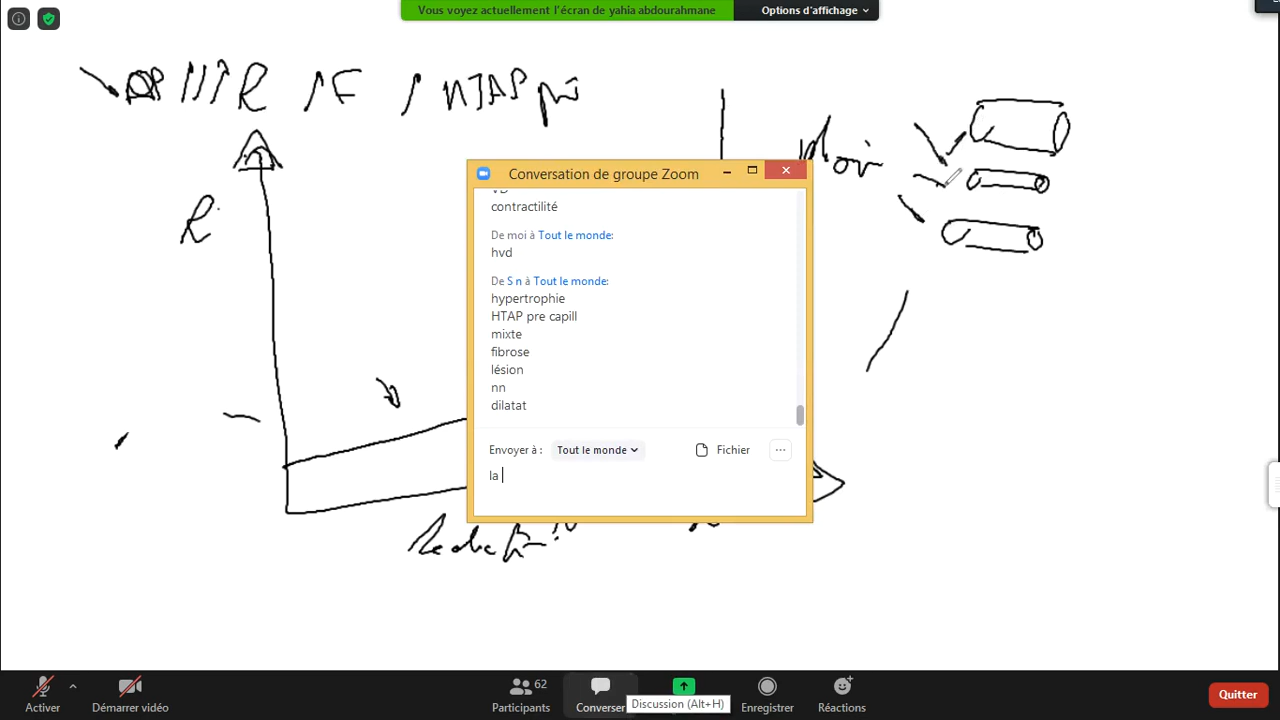 Vous voyez actuellement l'écran de yahia abdourahmane
Options d'affichage
R
R
Conversation de groupe Zoom
contractilité
De moi à Tout le monde:
hvd
De S n à Tout le monde:
hypertrophie
HTAP pre capill
mixte
fibrose
lésion
nn
dilatat
Envoyer à :
Tout le monde
Fichier
...
la
62
Activer
Démarrer vidéo
Participants
Converser
Discussion (Alt+H)
Enregistrer
Réactions
Quitter